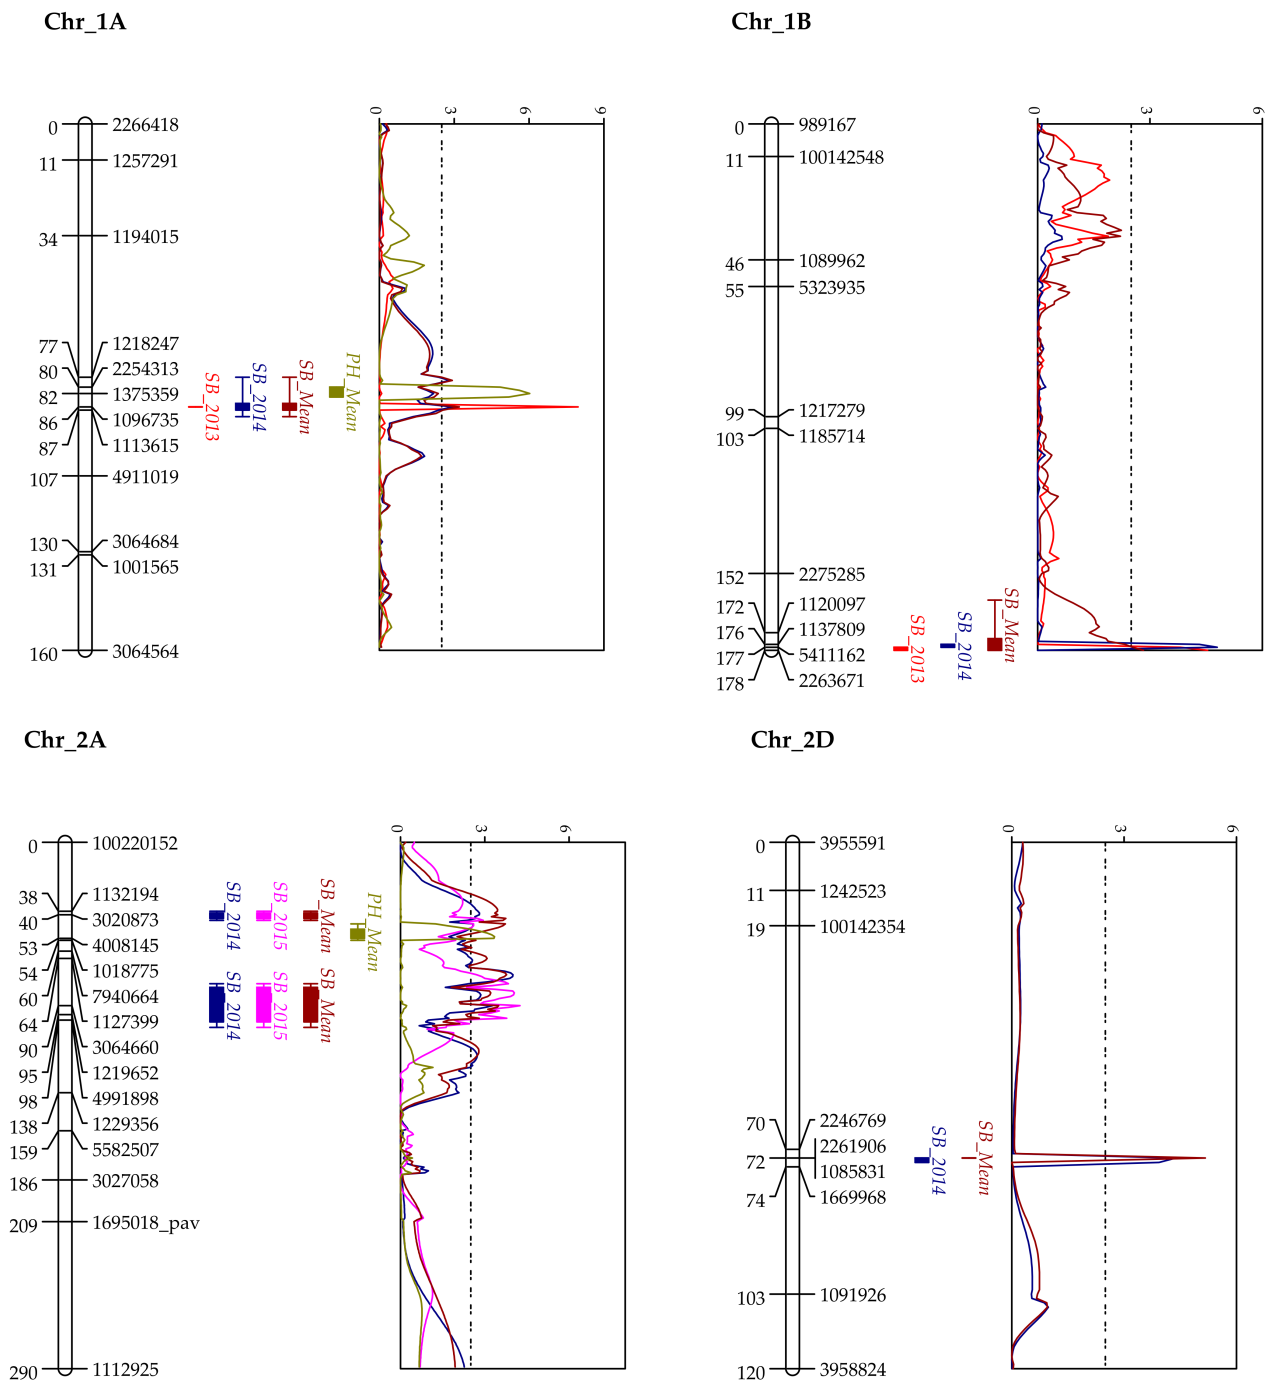 Chr_1A
0 3 6 9
0 2266418
11 1257291
34 1194015
77 1218247
80 2254313
82 1375359
86 1096735
87 1113615
107 4911019
130 3064684
131 1001565
160 3064564
SB_2013
SB_2014
SB_Mean
PH_Mean
Chr_1B
0 3 6
0 989167
11 100142548
46 1089962
55 5323935
99 1217279
103 1185714
152 2275285
172 1120097
176 1137809
177 5411162
178 2263671
SB_2013
SB_2014
SB_Mean
Chr_2A
0 3 6
0 100220152
38 1132194
40 3020873
53 4008145
54 1018775
60 7940664
64 1127399
90 3064660
95 1219652
98 4991898
138 1229356
159 5582507
186 3027058
209 1695018_pav
290 1112925
SB_2014
SB_2015
SB_Mean
PH_Mean
SB_2014
SB_2015
SB_Mean
Chr_2D
0 3 6
0 3955591
11 1242523
19 100142354
70 2246769
2261906
72
1085831
74 1669968
103 1091926
120 3958824
SB_2014
SB_Mean